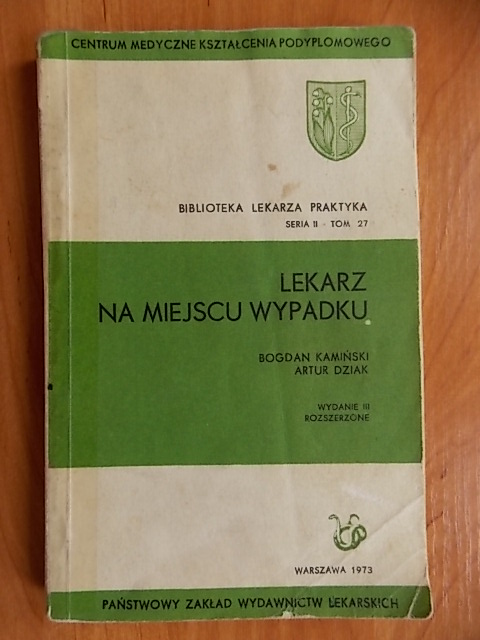 CENTRUM MEDYCZNE KSZTAŁCENIA PODYPLOMOWEGO
BIBLIOTEKA LEKARZA PRAKTYKA
SERIA II - TOM 27
LEKARZ
NA MIEJSCU WYPADKU
BOGDAN KAMIŃSKI
ARTUR DZIAK
WYDANIE III
ROZSZERZONE
WARSZAWA 1973
PAŃSTWOWY ZAKŁAD WYDAWNICTW LEKARSKICH